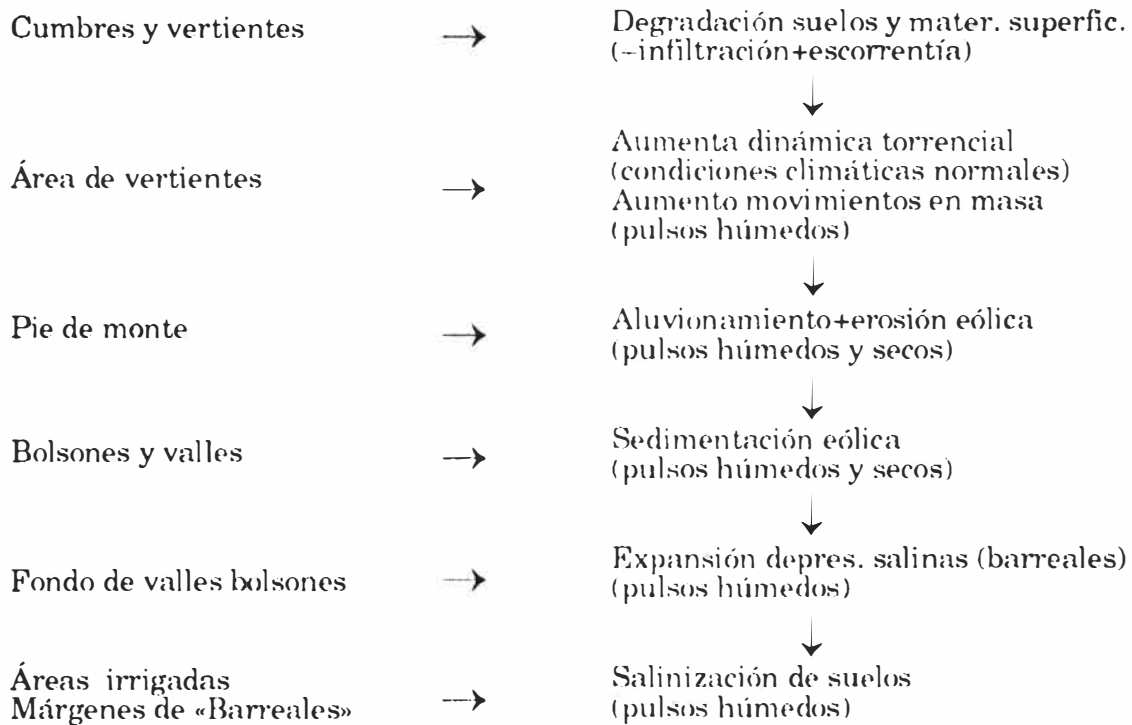 Cumbres y vertientes → Degradación suelos y mater. superfic.
(–infiltración+escorrentía)
↓
Área de vertientes → Aumenta dinámica torrencial
(condiciones climáticas normales)
Aumento movimientos en masa
(pulsos húmedos)
↓
Pie de monte → Aluvionamiento+erosión eólica
(pulsos húmedos y secos)
↓
Bolsones y valles → Sedimentación eólica
(pulsos húmedos y secos)
↓
Fondo de valles bolsones → Expansión depres. salinas (barreales)
(pulsos húmedos)
↓
Áreas irrigadas
Márgenes de «Barreales» → Salinización de suelos
(pulsos húmedos)